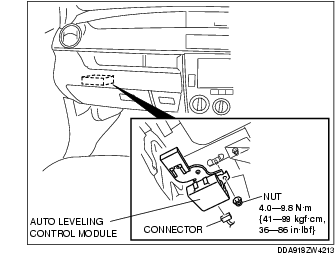 NUT
4.0—9.8 N·m
{41—99 kgf·cm,
36—86 in·lbf}
AUTO LEVELING
CONTROL MODULE
CONNECTOR
DDA918ZW4213